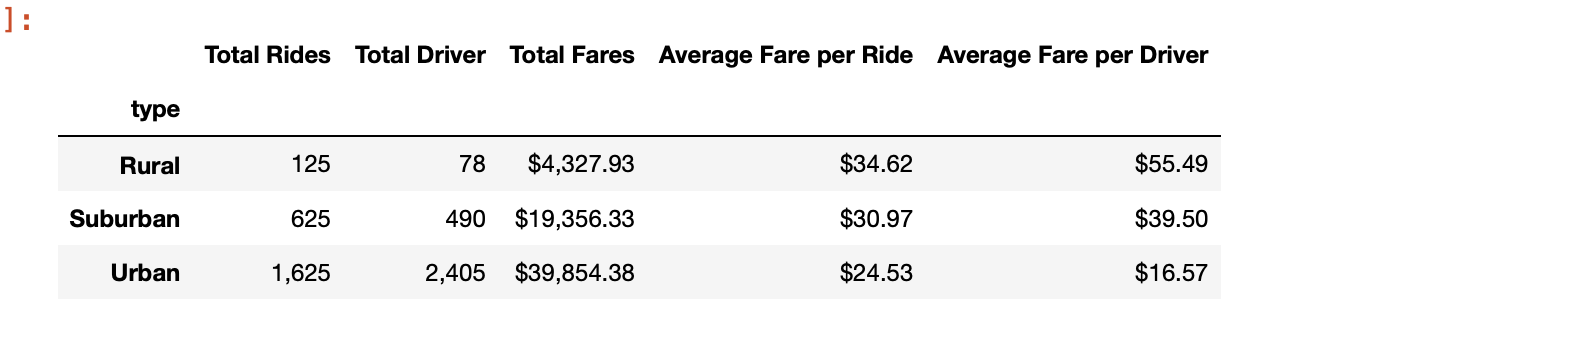 ]:
Total Rides Total Driver Total Fares Average Fare per Ride Average Fare per Driver
type
Rural 125 78 $4,327.93 $34.62 $55.49
Suburban 625 490 $19,356.33 $30.97 $39.50
Urban 1,625 2,405 $39,854.38 $24.53 $16.57